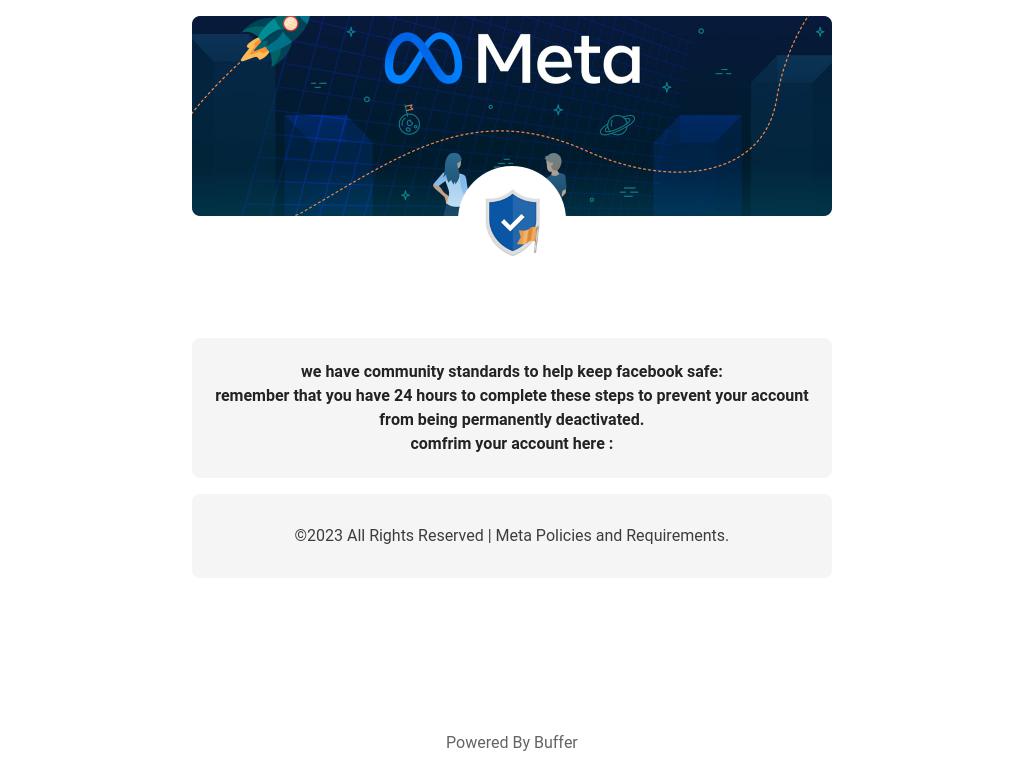 Meta
we have community standards to help keep facebook safe:
remember that you have 24 hours to complete these steps to prevent your account
from being permanently deactivated.
comfrim your account here :
©2023 All Rights Reserved | Meta Policies and Requirements.
Powered By Buffer